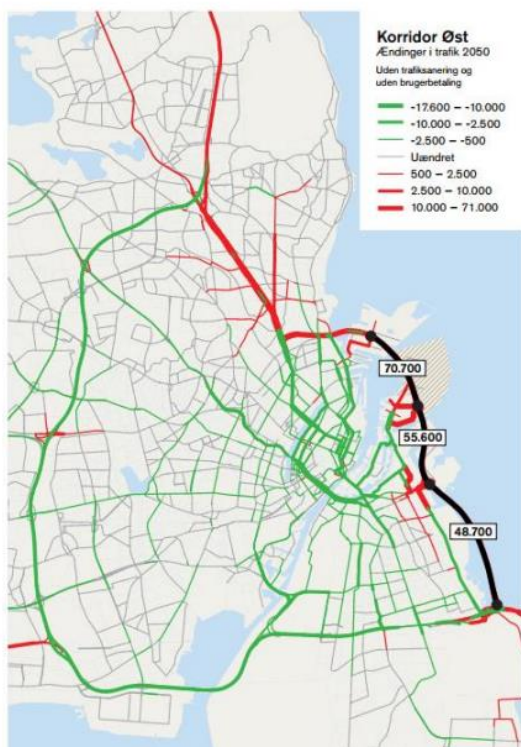 Korridor Øst
Ændinger i trafik 2050
Uden trafiksanering og
uden brugerbetaling
-17.600 – -10.000
-10.000 – -2.500
-2.500 – -500
Uændret
500 – 2.500
2.500 – 10.000
10.000 – 71.000
70.700
55.600
48.700